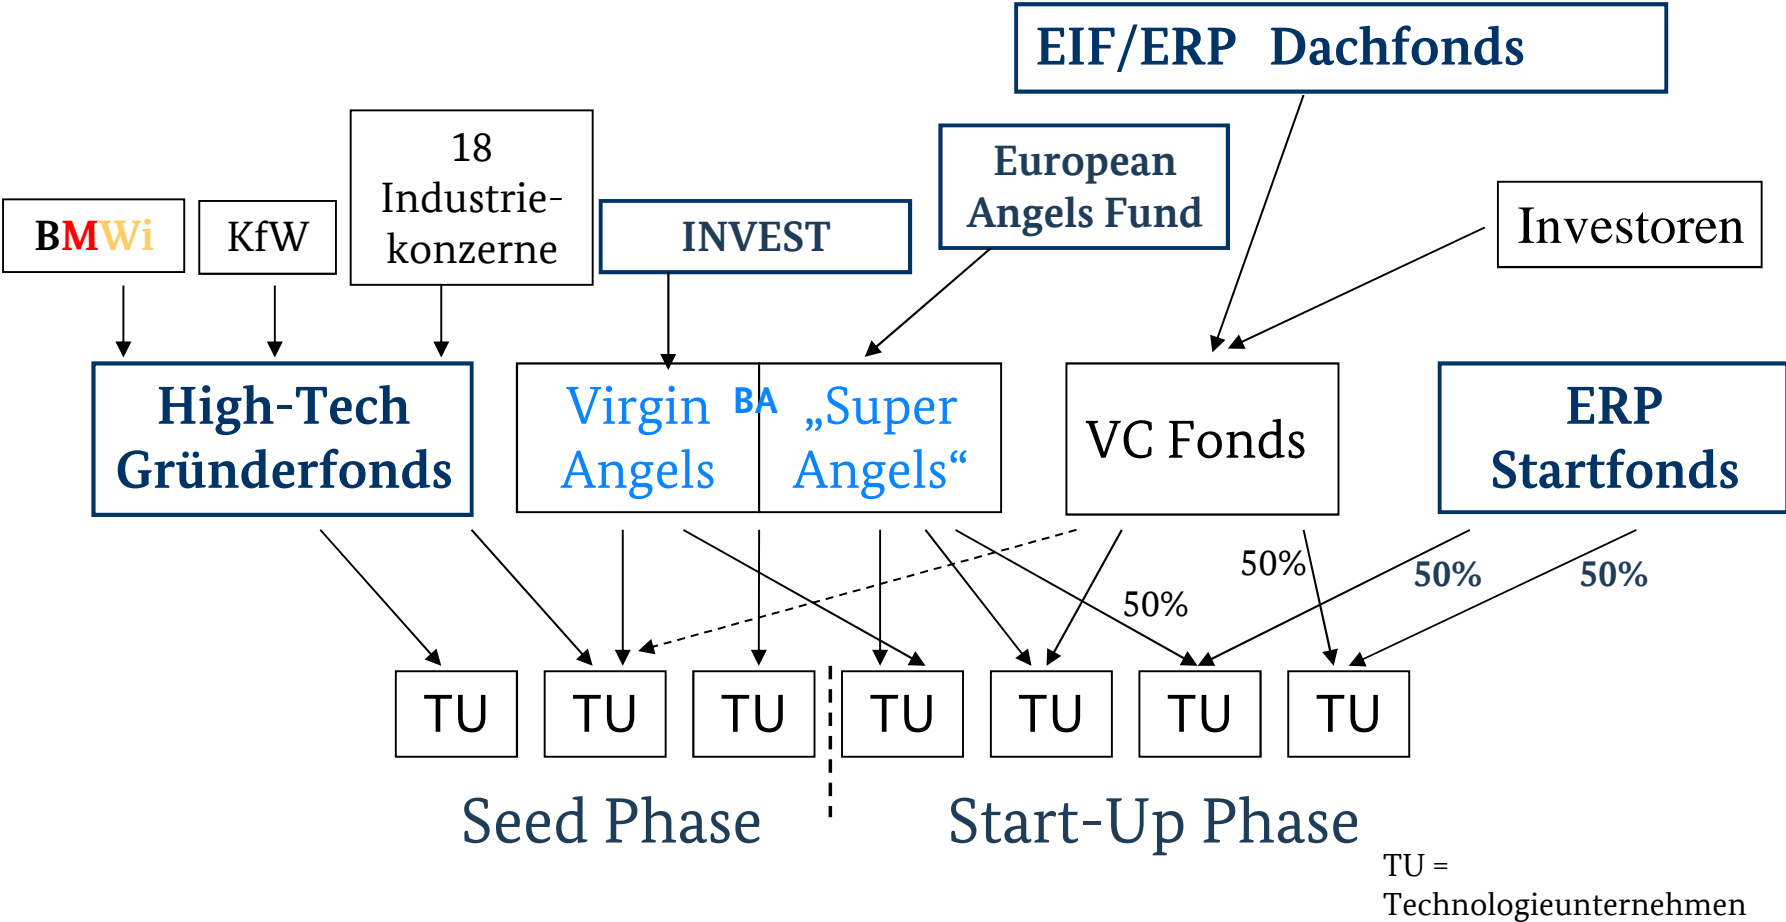 EIF/ERP Dachfonds
18
Industrie-
konzerne
European
Angels Fund
BMWi
KfW
INVEST
Investoren
High-Tech
Gründerfonds
Virgin
Angels
BA
„Super
Angels“
VC Fonds
ERP
Startfonds
50%
50%
50%
50%
TU
TU
TU
TU
TU
TU
TU
Seed Phase
Start-Up Phase
TU =
Technologieunternehmen